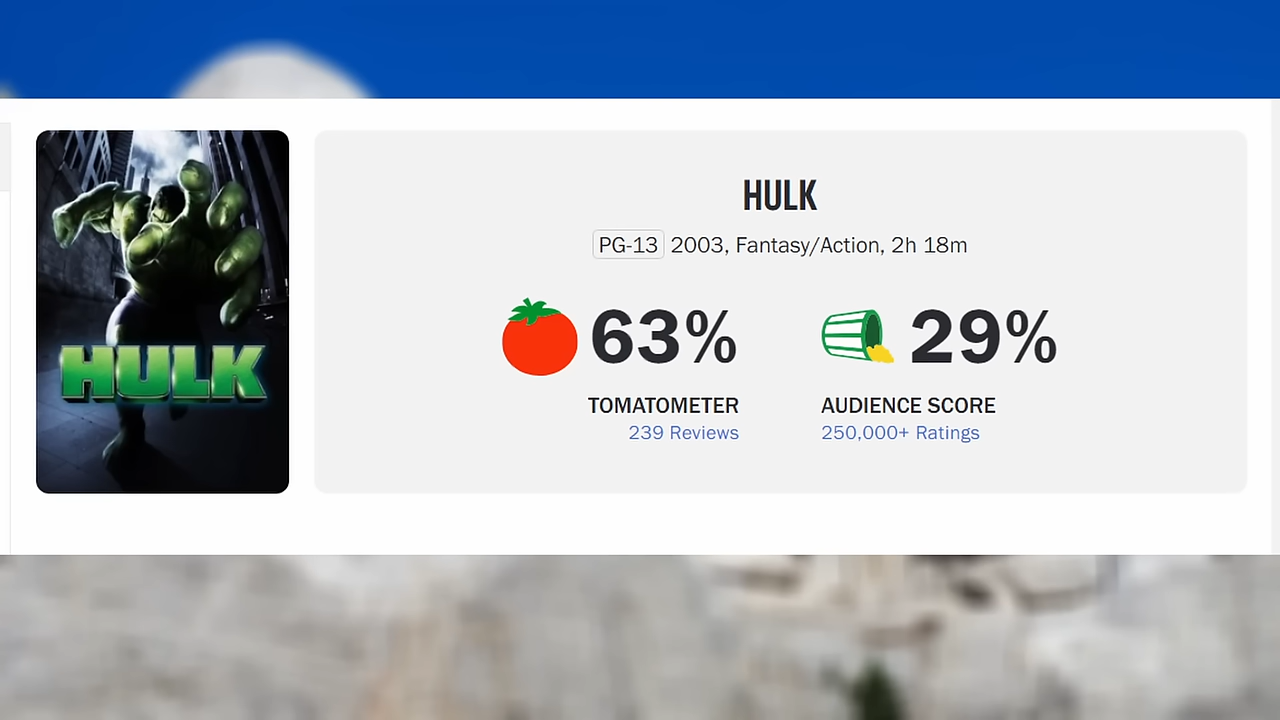 HULK
HULK
PG-13 2003, Fantasy/Action, 2h 18m
63% 29%
TOMATOMETER AUDIENCE SCORE
239 Reviews 250,000+ Ratings